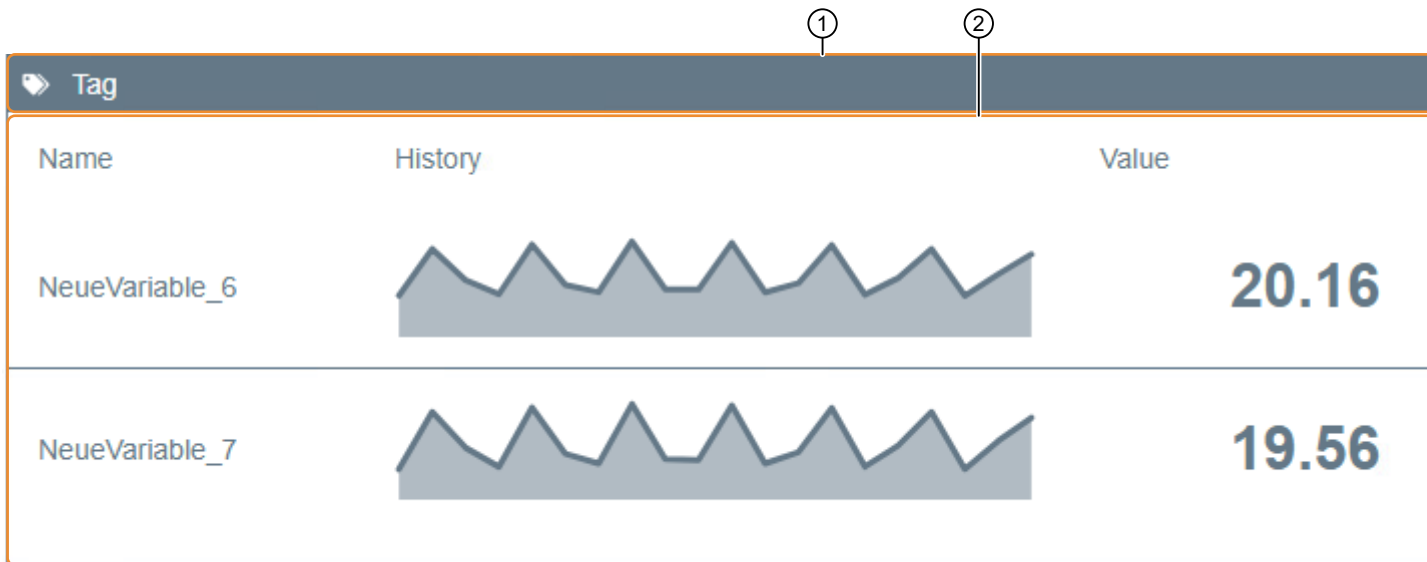 1 2
Tag
Name History Value
NeueVariable_6 20.16
NeueVariable_7 19.56